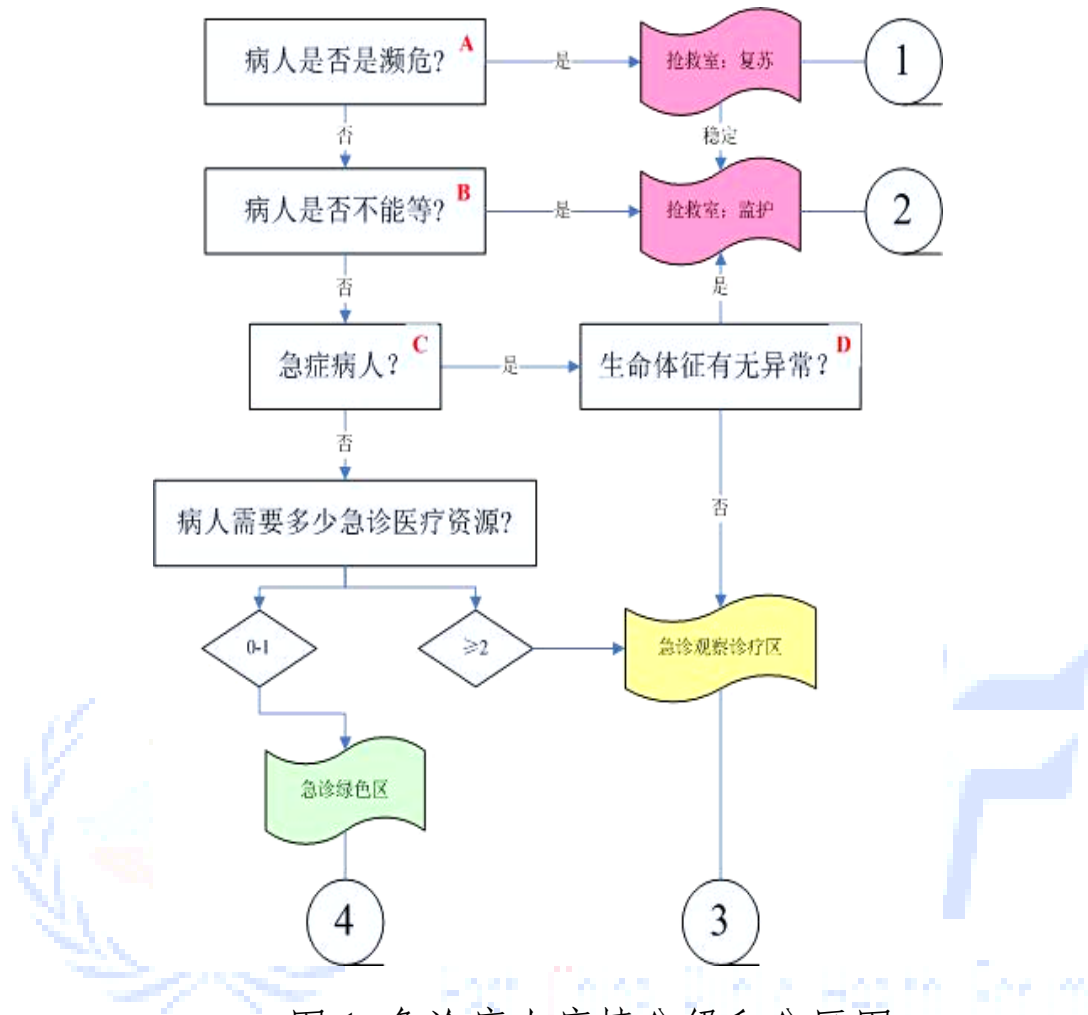 病人是否是濒危? A
是
抢救室：复苏
1
否
稳定
病人是否不能等? B
是
抢救室：监护
2
否
是
急症病人? C
是
生命体征有无异常? D
否
否
病人需要多少急诊医疗资源?
0-1
≥2
急诊观察诊疗区
急诊绿色区
4
3